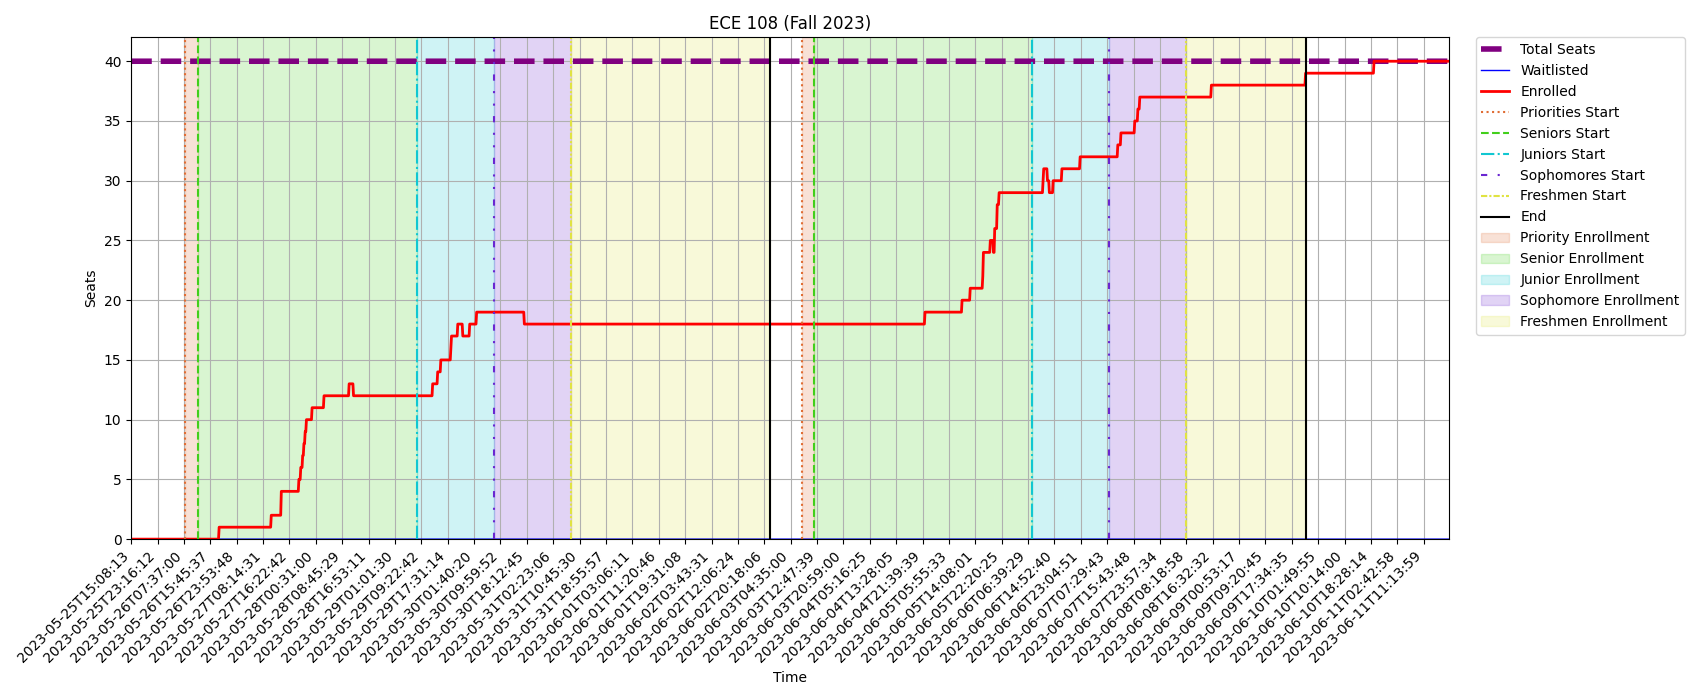 ECE 108 (Fall 2023)
Seats
40
35
30
25
20
15
10
5
0
2023-05-25T15:08:13
2023-05-25T23:16:12
2023-05-26T07:37:00
2023-05-26T15:45:37
2023-05-26T23:53:48
2023-05-27T08:14:31
2023-05-27T16:22:42
2023-05-28T00:31:00
2023-05-28T08:45:29
2023-05-28T16:53:11
2023-05-29T01:01:30
2023-05-29T09:22:42
2023-05-29T17:31:14
2023-05-30T01:40:20
2023-05-30T09:59:52
2023-05-30T18:12:45
2023-05-31T02:23:06
2023-05-31T10:45:30
2023-05-31T18:55:57
2023-06-01T03:06:11
2023-06-01T11:20:46
2023-06-01T19:31:08
2023-06-02T03:43:31
2023-06-02T12:06:24
2023-06-02T20:18:06
2023-06-03T04:35:00
2023-06-03T12:47:39
2023-06-03T20:59:00
2023-06-04T05:16:25
2023-06-04T13:28:05
2023-06-04T21:39:39
2023-06-05T05:55:33
2023-06-05T14:08:01
2023-06-05T22:20:25
2023-06-06T06:39:29
2023-06-06T14:52:40
2023-06-06T23:04:51
2023-06-07T07:29:43
2023-06-07T15:43:48
2023-06-07T23:57:34
2023-06-08T08:18:58
2023-06-08T16:32:32
2023-06-09T00:53:17
2023-06-09T09:20:45
2023-06-09T17:34:35
2023-06-10T01:49:55
2023-06-10T10:14:00
2023-06-10T18:28:14
2023-06-11T02:42:58
2023-06-11T11:13:59
Time
Total Seats
Waitlisted
Enrolled
Priorities Start
Seniors Start
Juniors Start
Sophomores Start
Freshmen Start
End
Priority Enrollment
Senior Enrollment
Junior Enrollment
Sophomore Enrollment
Freshmen Enrollment